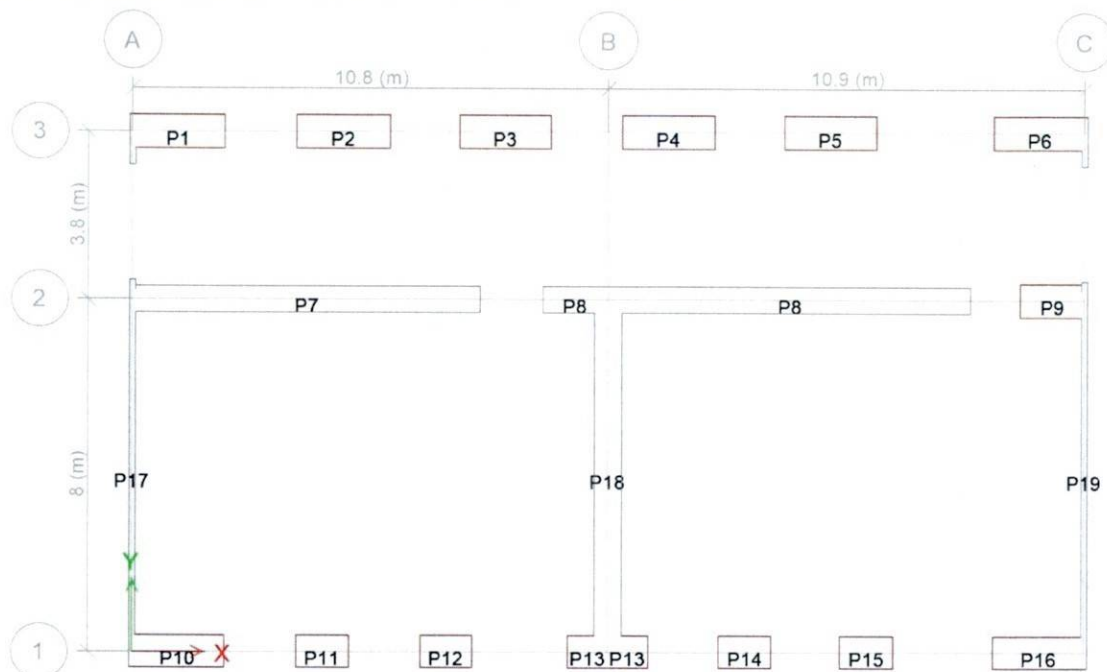 A B C
10.8 (m) 10.9 (m)
3
P1 P2 P3 P4 P5 P6
3.8 (m)
2
P7 P8 P8 P9
8 (m)
P17 P18 P19
Y
1
P10 X P11 P12 P13 P13 P14 P15 P16